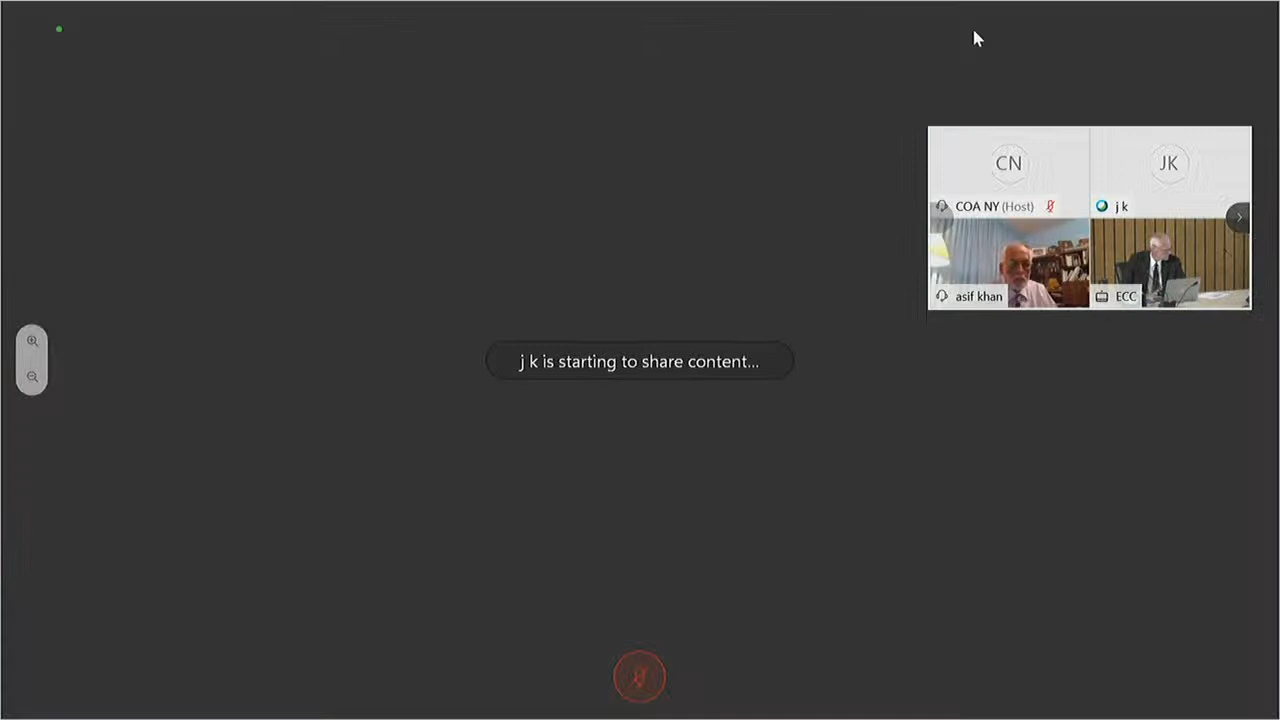 CN
JK
COA NY (Host)
j k
asif khan
ECC
j k is starting to share content...